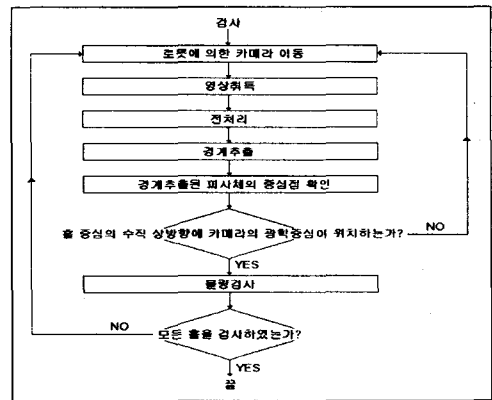 검사
로봇에 의한 카메라 이동
영상취득
전처리
경계추출
경계추출된 피사체의 중심점 확인
홀 중심의 수직 상방향에 카메라의 광학중심이 위치하는가?
NO
YES
불량검사
NO
모든 홀을 검사하였는가?
YES
끝